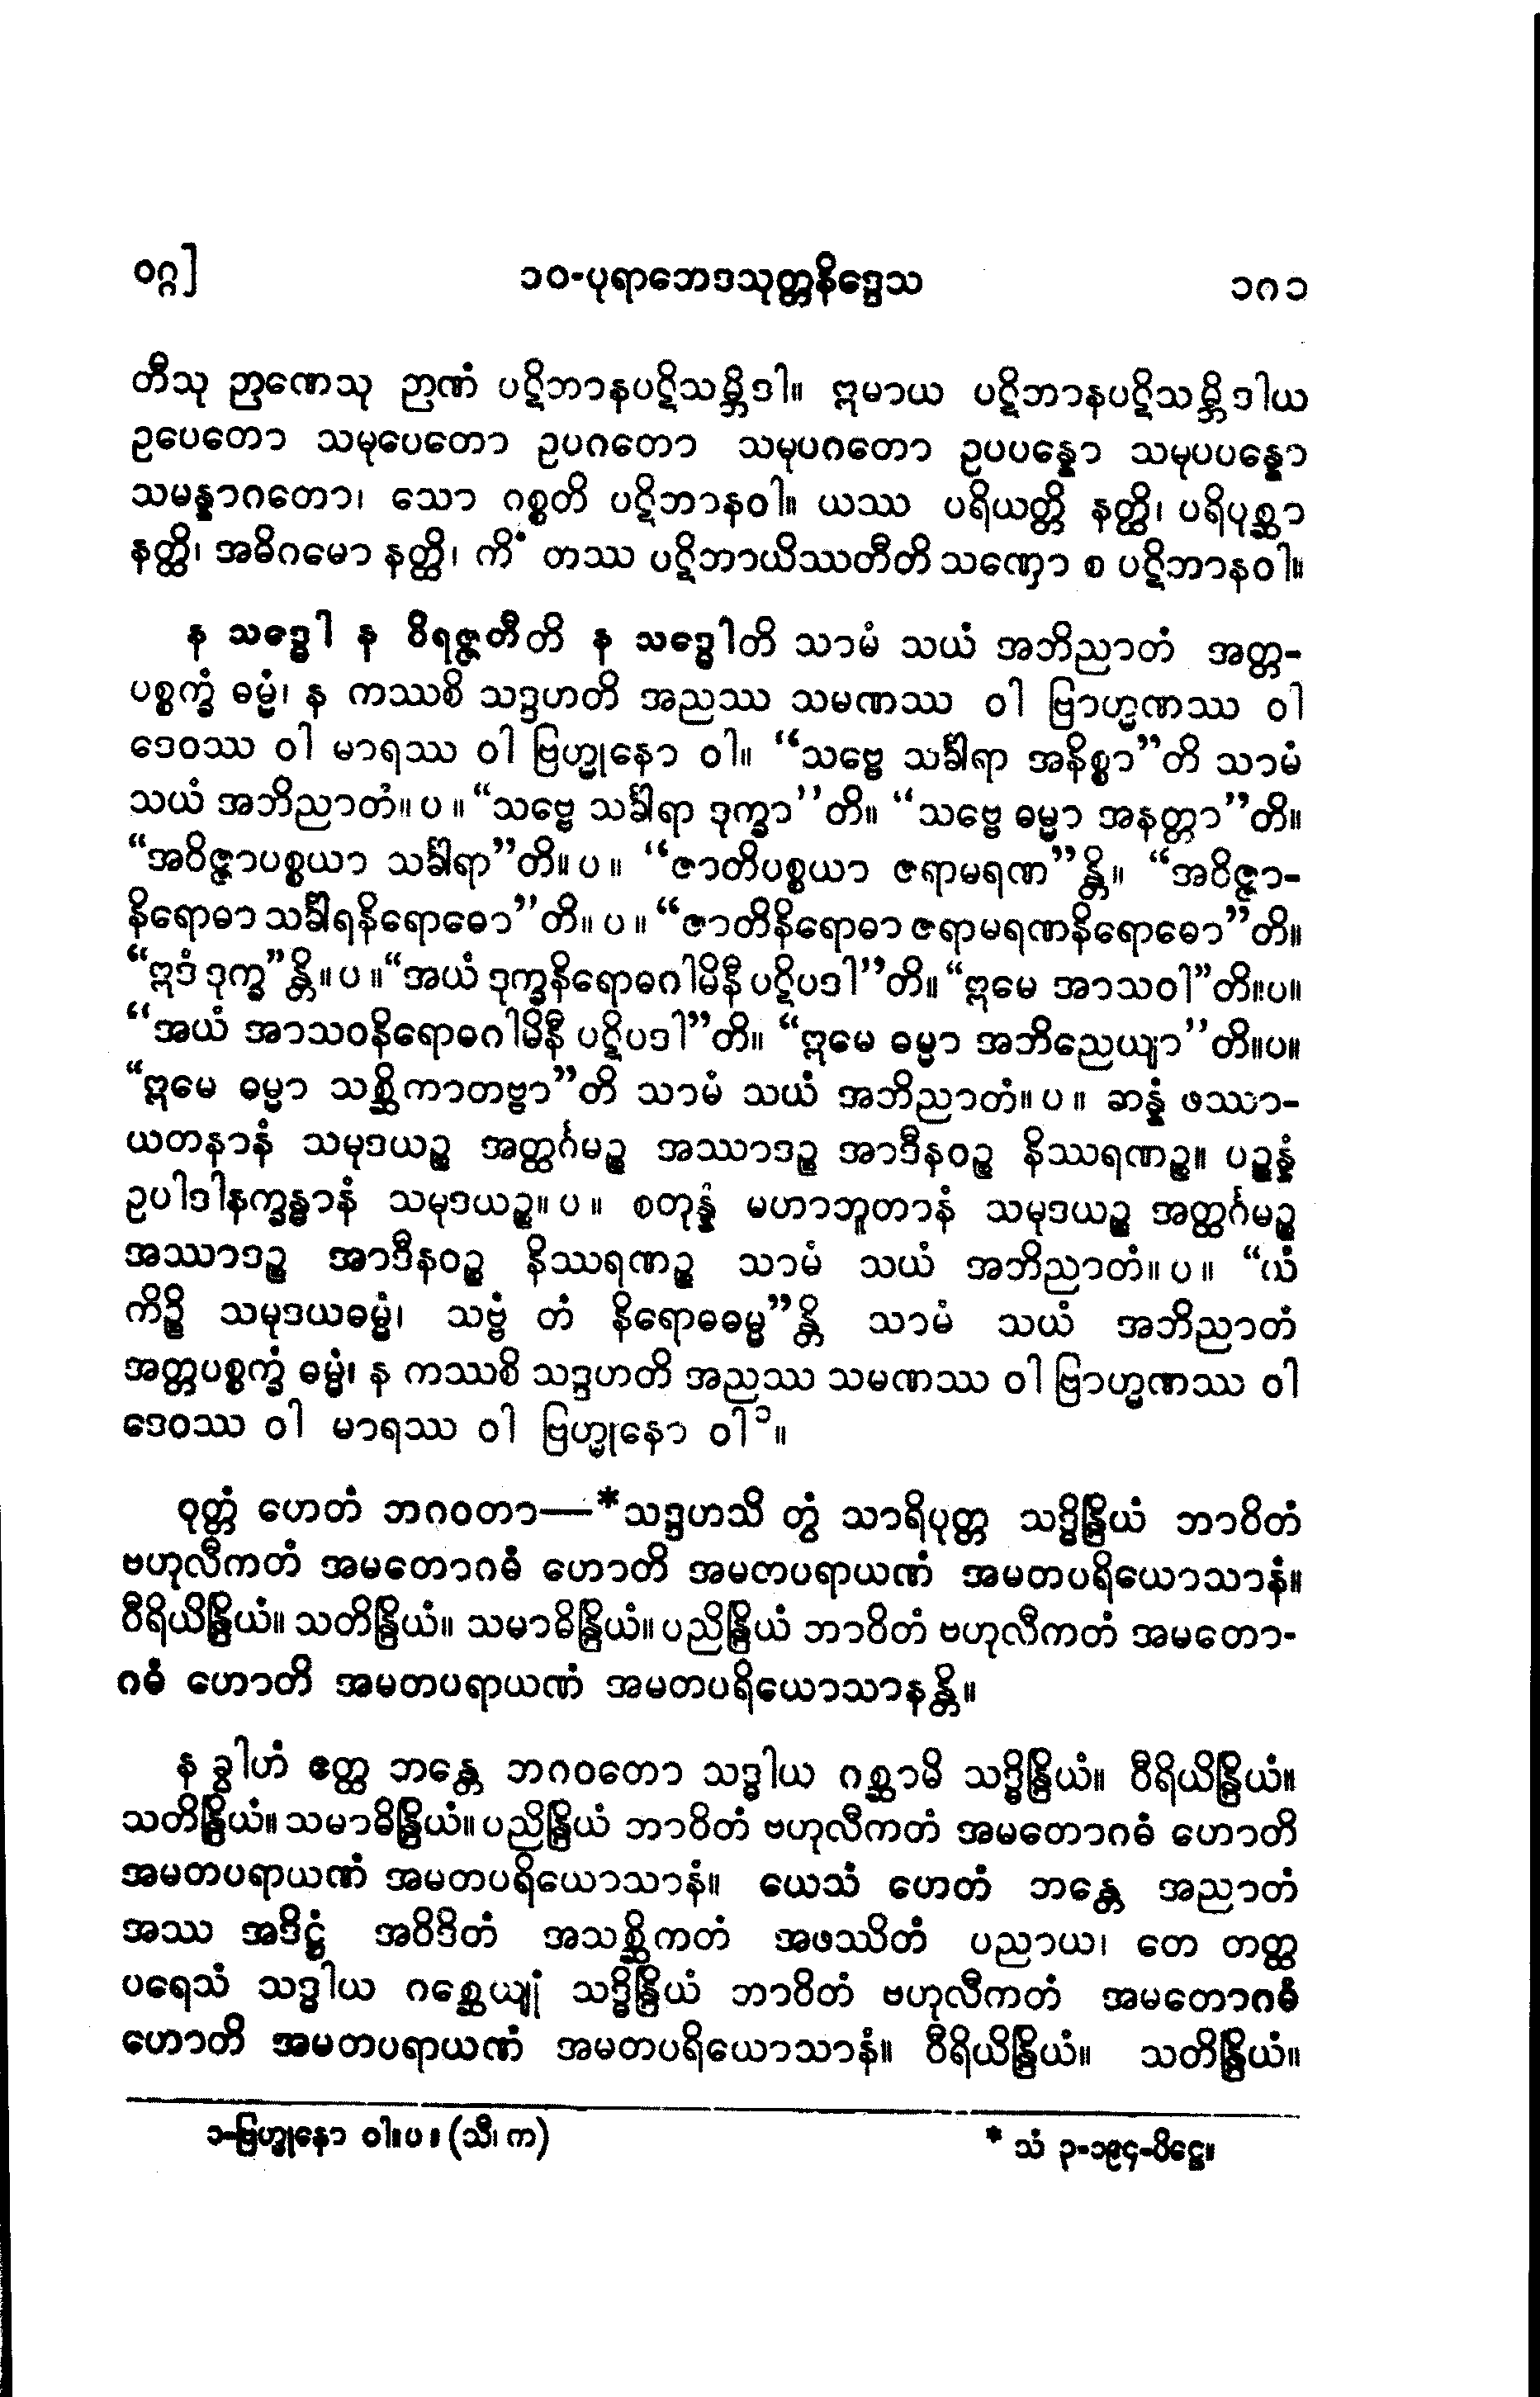 ဝဂ္ဂ]
၁၀-ပုရာဘေဒသုတ္တနိဒ္ဒေသ
၁၈၁
တီသု ဉာဏေသု ဉာဏံ ပဋိဘာနပဋိသမ္ဘိဒါ။ ဣမာယ ပဋိဘာနပဋိသမ္ဘိဒါယ
ဥပေတော သမုပေတော ဥပဂတော သမုပဂတော ဥပပန္နော သမုပပန္နော
သမန္နာဂတော၊ သော ဂစ္စတိ ပဋိဘာနဝါ။ ယဿ ပရိယတ္တိ နတ္ထိ၊ ပရိပုစ္ဆာ
နတ္ထိ၊ အဓိဂမော နတ္ထိ၊ ကိံ တဿ ပဋိဘာယိဿတီတိ သဏှော စ ပဋိဘာနဝါ။
န သဒ္ဓေါ န ဝိရဇ္ဇတီတိ န သဒ္ဓေါတိ သာမံ သယံ အဘိညာတံ အတ္တ-
ပစ္စက္ခံ ဓမ္မံ၊ န ကဿစိ သဒ္ဒဟတိ အညဿ သမဏဿ ဝါ ဗြာဟ္မဏဿ ဝါ
ဒေဝဿ ဝါ မာရဿ ဝါ ဗြဟ္မုနော ဝါ။ “သဗ္ဗေ သင်္ခါရာ အနိစ္စာ”တိ သာမံ
သယံ အဘိညာတံ။ ပ ။ “သဗ္ဗေ သင်္ခါရာ ဒုက္ခာ’’တိ။ “သဗ္ဗေ ဓမ္မာ အနတ္တာ”တိ။
“အဝိဇ္ဇာပစ္စယာ သင်္ခါရာ”တိ။ ပ ။ “ဇာတိပစ္စယာ ဇရာမရဏ”န္တိ။ “အဝိဇ္ဇာ-
နိရောဓာ သင်္ခါရနိရောဓော”တိ။ ပ ။ “ဇာတိနိရောဓာ ဇရာမရဏနိရောဓော”တိ။
“ဣဒံ ဒုက္ခ”န္တိ။ ပ ။ “အယံ ဒုက္ခနိရောဓဂါမိနီ ပဋိပဒါ”တိ။ “ဣမေ အာသဝါ”တိ။ပ။
“အယံ အာသဝနိရောဓဂါမိနီ ပဋိပဒါ”တိ။ “ဣမေ ဓမ္မာ အဘိညေယျာ’’တိ။ပ။
“ဣမေ ဓမ္မာ သစ္ဆိကာတဗ္ဗာ”တိ သာမံ သယံ အဘိညာတံ။ ပ ။ ဆန္နံ ဖဿာ-
ယတနာနံ သမုဒယဉ္စ အတ္ထင်္ဂမဉ္စ အဿာဒဉ္စ အာဒီနဝဉ္စ နိဿရဏဉ္စ။ ပဉ္စန္နံ
ဥပါဒါနက္ခန္ဓာနံ သမုဒယဉ္စ။ ပ ။ စတုန္နံ မဟာဘူတာနံ သမုဒယဉ္စ အတ္ထင်္ဂမဉ္စ
အဿာဒဉ္စ အာဒီနဝဉ္စ နိဿရဏဉ္စ သာမံ သယံ အဘိညာတံ။ ပ ။ “ယံ
ကိဉ္စိ သမုဒယဓမ္မံ၊ သဗ္ဗံ တံ နိရောဓဓမ္မ”န္တိ သာမံ သယံ အဘိညာတံ
အတ္တပစ္စက္ခံ ဓမ္မံ၊ န ကဿစိ သဒ္ဒဟတိ အညဿ သမဏဿ ဝါ ဗြာဟ္မဏဿ ဝါ
ဒေဝဿ ဝါ မာရဿ ဝါ ဗြဟ္မုနော ဝါ၁။
ဝုတ္တံ ဟေတံ ဘဂဝတာ—*သဒ္ဒဟသိ တွံ သာရိပုတ္တ သဒ္ဓိန္ဒြိယံ ဘာဝိတံ
ဗဟုလီကတံ အမတောဂဓံ ဟောတိ အမတပရာယဏံ အမတပရိယောသာနံ။
ဝီရိယိန္ဒြိယံ။ သတိန္ဒြိယံ။ သမာဓိန္ဒြိယံ။ ပညိန္ဒြိယံ ဘာဝိတံ ဗဟုလီကတံ အမတော-
ဂဓံ ဟောတိ အမတပရာယဏံ အမတပရိယောသာနန္တိ။
န ခွါဟံ ဧတ္ထ ဘန္တေ ဘဂဝတော သဒ္ဓါယ ဂစ္ဆာမိ သဒ္ဓိန္ဒြိယံ။ ဝီရိယိန္ဒြိယံ။
သတိန္ဒြိယံ။ သမာဓိန္ဒြိယံ။ ပညိန္ဒြိယံ ဘာဝိတံ ဗဟုလီကတံ အမတောဂဓံ ဟောတိ
အမတပရာယဏံ အမတပရိယောသာနံ။ ယေသံ ဟေတံ ဘန္တေ အညာတံ
အဿ အဒိဋ္ဌံ အဝိဒိတံ အသစ္ဆိကတံ အဖဿိတံ ပညာယ၊ တေ တတ္ထ
ပရေသံ သဒ္ဓါယ ဂစ္ဆေယျုံ သဒ္ဓိန္ဒြိယံ ဘာဝိတံ ဗဟုလီကတံ အမတောဂဓံ
ဟောတိ အမတပရာယဏံ အမတပရိယောသာနံ။ ဝီရိယိန္ဒြိယံ။ သတိန္ဒြိယံ။
၁-ဗြဟ္မုနော ဝါ။ပ။ (သီ၊ က)
* သံ ၃-၁၉၄-ပိဋ္ဌေ။